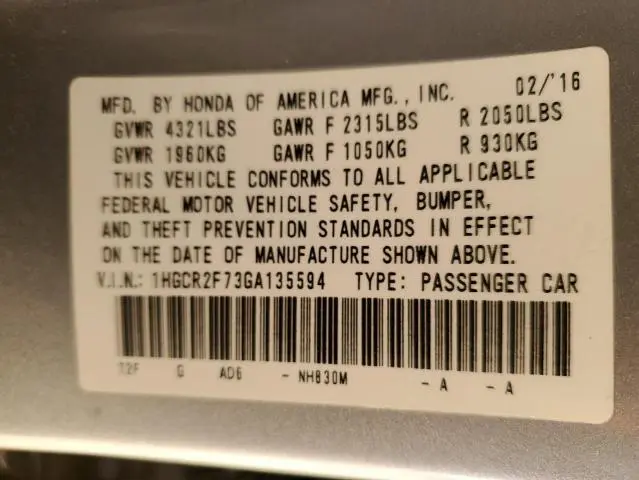 MFD. BY HONDA OF AMERICA MFG., INC. 02/'16
GVWR 4321LBS GAWR F 2315LBS R 2050LBS
GVWR 1960KG GAWR F 1050KG R 930KG
THIS VEHICLE CONFORMS TO ALL APPLICABLE
FEDERAL MOTOR VEHICLE SAFETY, BUMPER,
AND THEFT PREVENTION STANDARDS IN EFFECT
ON THE DATE OF MANUFACTURE SHOWN ABOVE.
V.I.N.: 1HGCR2F73GA135594 TYPE: PASSENGER CAR
T2F G AD6 - NH830M - A - A